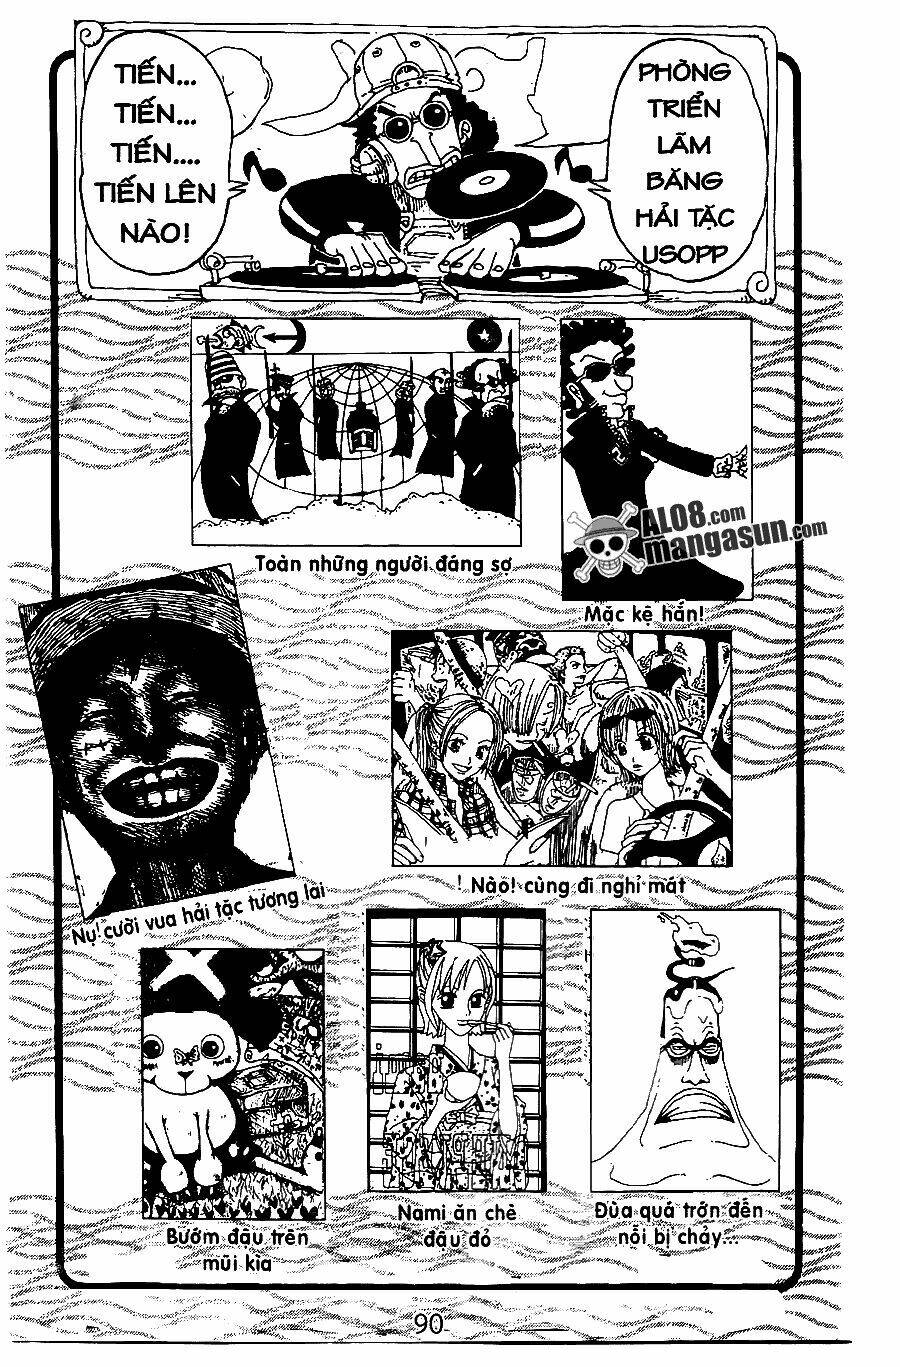 TIẾN...
TIẾN...
TIẾN....
TIẾN LÊN
NÀO!
PHÒNG
TRIỂN
LÃM
BĂNG
HẢI TẶC
USOPP
Toàn những người đáng sợ
AL08.com
mangasun.com
Mặc kệ hắn!
Nụ cười vua hải tặc tương lai
! Nào! cùng đi nghỉ mát
Bướm đậu trên
mũi kìa
Nami ăn chè
đậu đỏ
Đùa quá trớn đến
nỗi bị chảy...
90